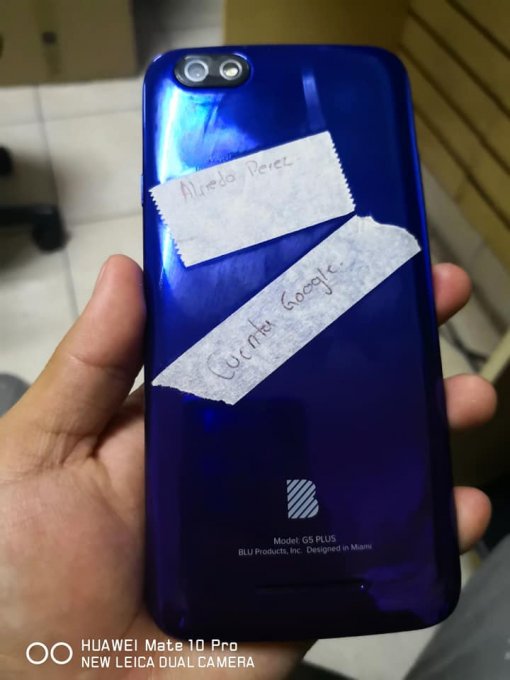 Alfredo Perez
Cuenta Google.
B
Model: G5 PLUS
BLU Products, Inc. Designed in Miami
HUAWEI Mate 10 Pro
NEW LEICA DUAL CAMERA